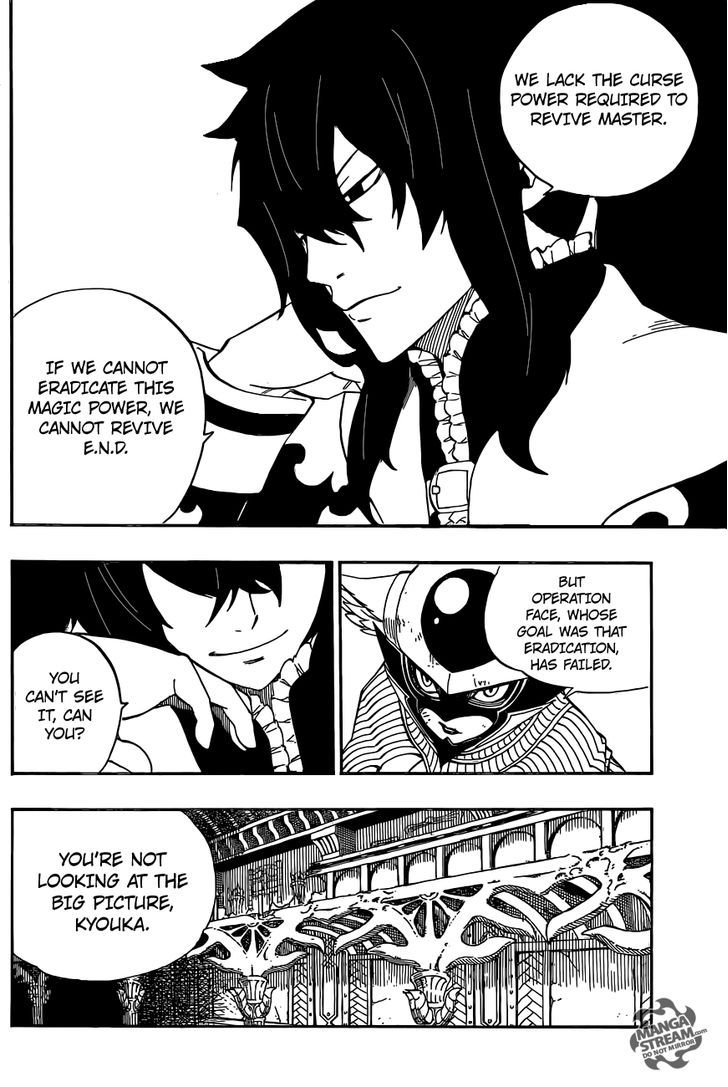 WE LACK THE CURSE
POWER REQUIRED TO
REVIVE MASTER.
IF WE CANNOT
ERADICATE THIS
MAGIC POWER, WE
CANNOT REVIVE
E.N.D.
BUT
OPERATION
FACE, WHOSE
GOAL WAS THAT
ERADICATION,
HAS FAILED.
YOU
CAN'T SEE
IT, CAN
YOU?
YOU'RE NOT
LOOKING AT THE
BIG PICTURE,
KYOUKA.
MANGA
STREAM.COM
DO NOT MIRROR